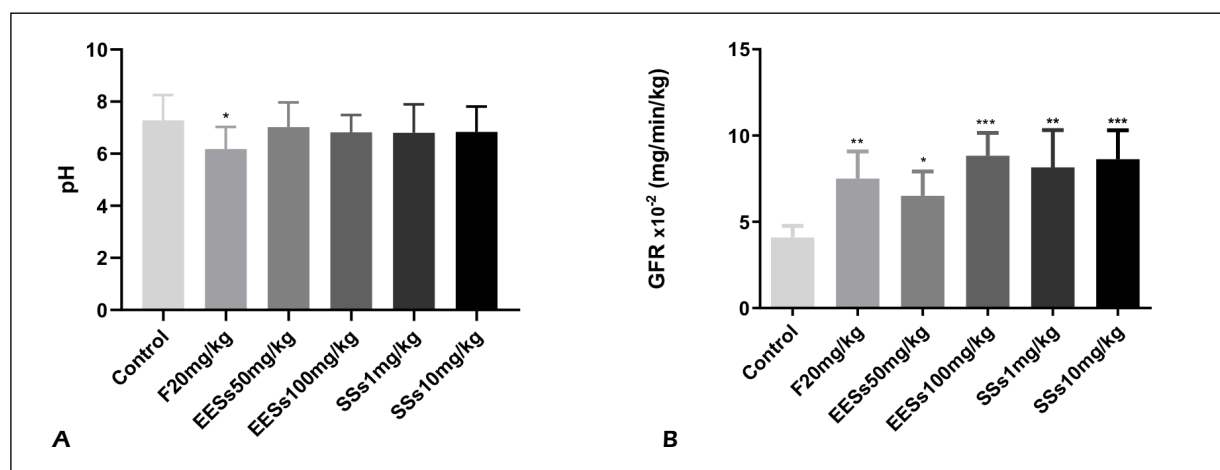 10
8
6
4
2
0
pH
*
Control
F20mg/kg
EESs50mg/kg
EESs100mg/kg
SSs1mg/kg
SSs10mg/kg
A
15
10
5
0
GFR x10⁻² (mg/min/kg)
**
*
***
**
***
Control
F20mg/kg
EESs50mg/kg
EESs100mg/kg
SSs1mg/kg
SSs10mg/kg
B